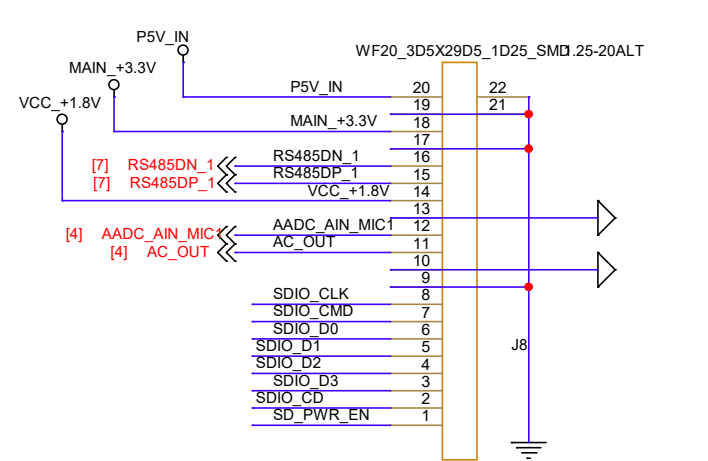 P5V_IN
WF20_3D5X29D5_1D25_SMD1.25-20ALT
MAIN_+3.3V
P5V_IN 20 22
VCC_+1.8V
19 21
MAIN_+3.3V 18
17
[7] RS485DN_1 RS485DN_1 16
[7] RS485DP_1 RS485DP_1 15
VCC_+1.8V 14
13
[4] AADC_AIN_MIC1 AADC_AIN_MIC1 12
[4] AC_OUT AC_OUT 11
10
9
SDIO_CLK 8
SDIO_CMD 7
SDIO_D0 6
SDIO_D1 5
J8
SDIO_D2 4
SDIO_D3 3
SDIO_CD 2
SD_PWR_EN 1